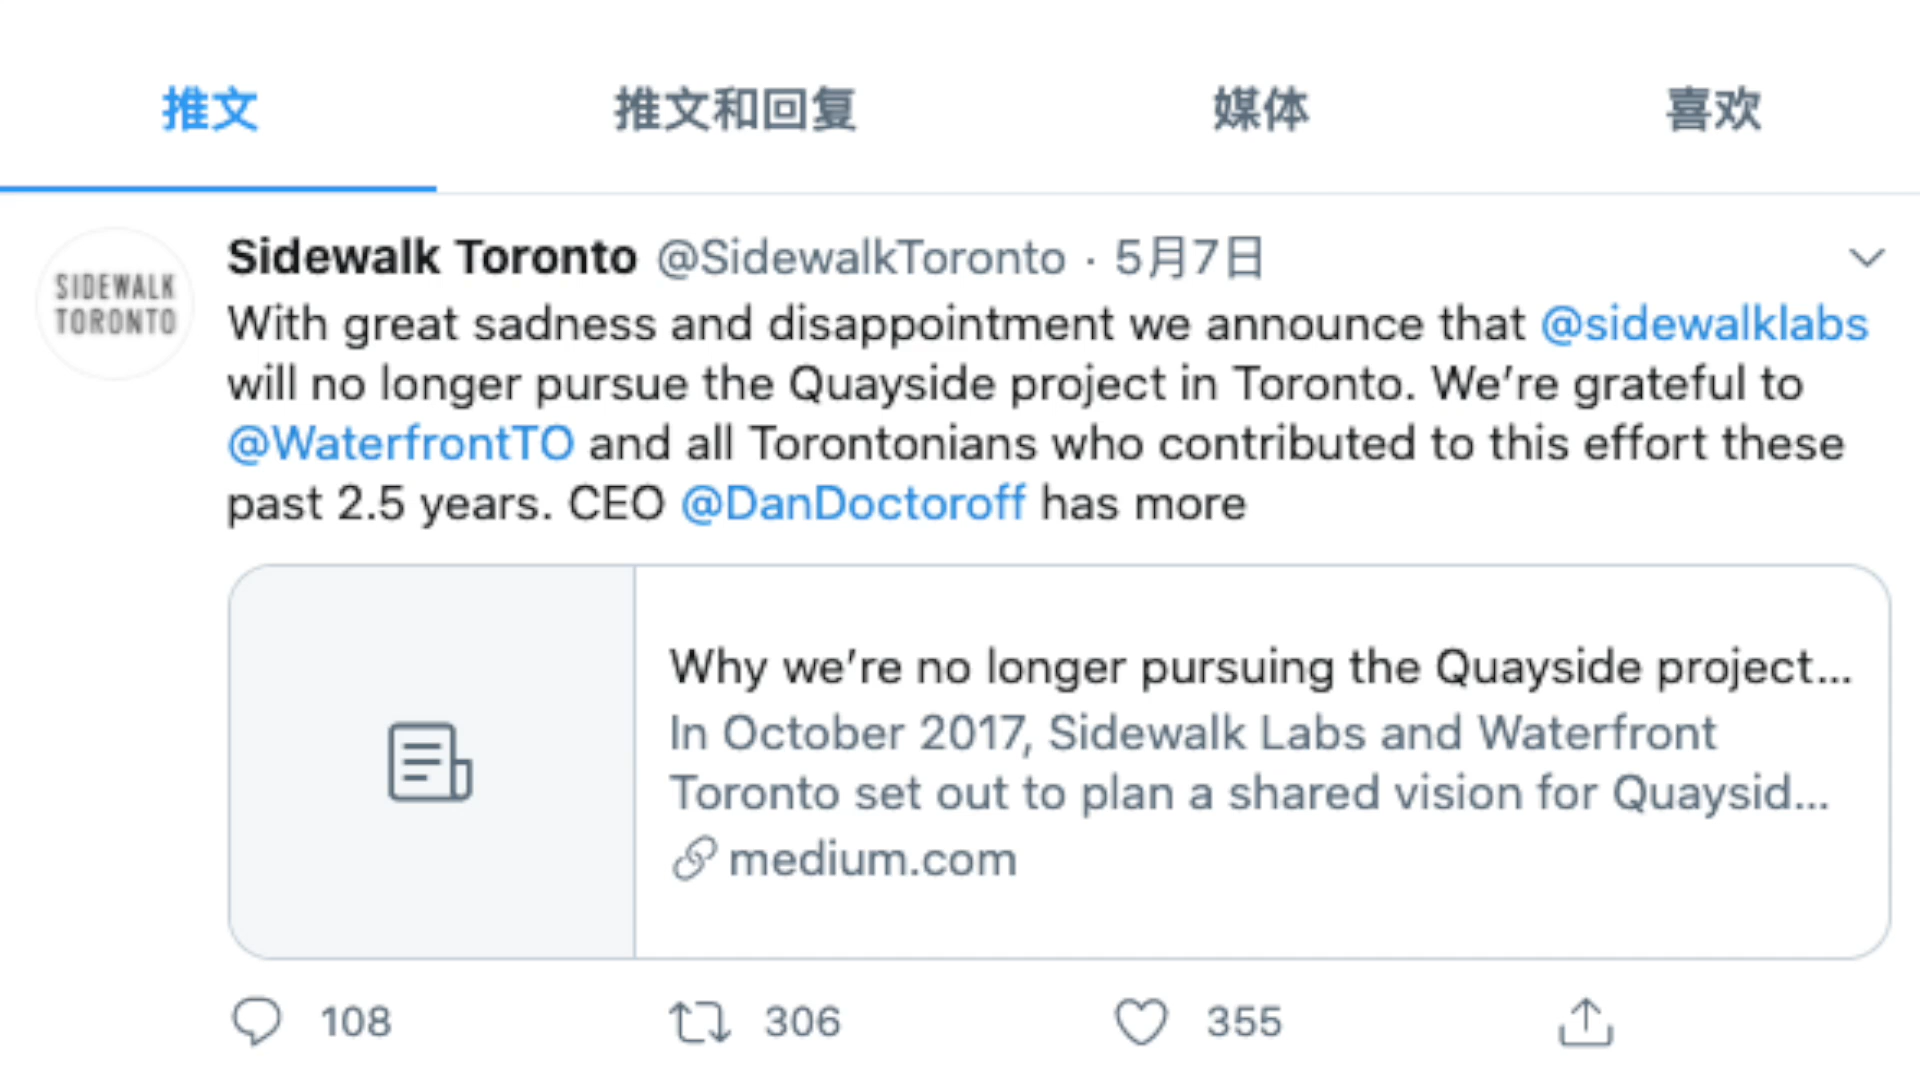 推文 推文和回复 媒体 喜欢
SIDEWALK
TORONTO
Sidewalk Toronto @SidewalkToronto · 5月7日
With great sadness and disappointment we announce that @sidewalklabs
will no longer pursue the Quayside project in Toronto. We’re grateful to
@WaterfrontTO and all Torontonians who contributed to this effort these
past 2.5 years. CEO @DanDoctoroff has more
Why we’re no longer pursuing the Quayside project...
In October 2017, Sidewalk Labs and Waterfront
Toronto set out to plan a shared vision for Quaysid...
medium.com
108 306 355